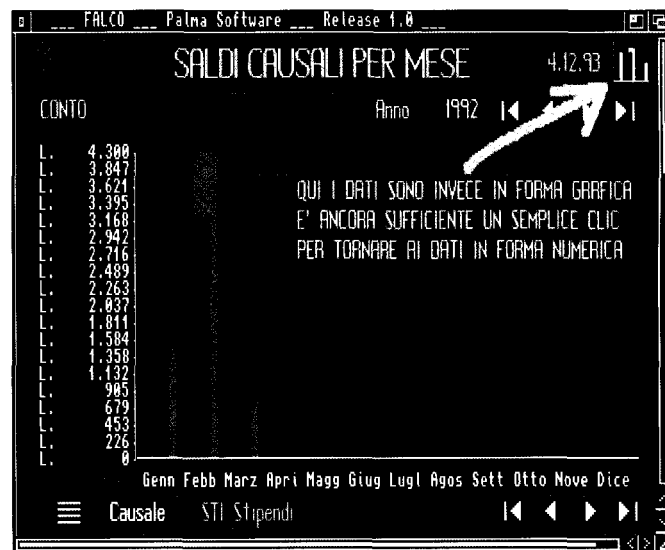 ___ FALCO ___ Palma Software ___ Release 1.0 ___
SALDI CAUSALI PER MESE 4.12.93
CONTO Anno 1992
L. 4.300
L. 3.847
L. 3.621
L. 3.395
L. 3.168
L. 2.942
L. 2.716
L. 2.489
L. 2.263
L. 2.037
L. 1.811
L. 1.584
L. 1.358
L. 1.132
L. 905
L. 679
L. 453
L. 226
L. 0
QUI I DATI SONO INVECE IN FORMA GRAFICA
E' ANCORA SUFFICIENTE UN SEMPLICE CLIC
PER TORNARE AI DATI IN FORMA NUMERICA
Genn Febb Marz Apri Magg Giug Lugl Agos Sett Otto Nove Dice
Causale STI Stipendi